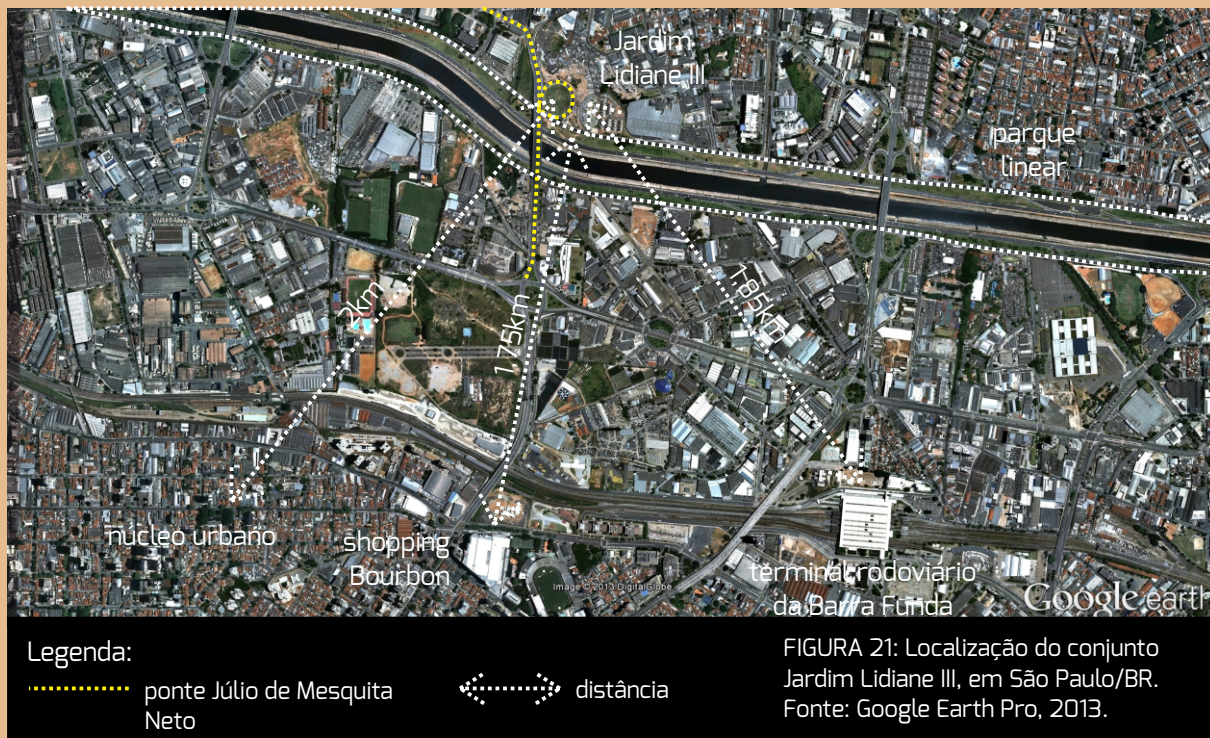 Jardim
Lidiane III
parque
linear
2km
1.75km
1.85km
núcleo urbano
shopping
Bourbon
terminal rodoviário
da Barra Funda
Image © 2013 DigitalGlobe
Google earth
Legenda:
ponte Júlio de Mesquita
Neto
distância
FIGURA 21: Localização do conjunto
Jardim Lidiane III, em São Paulo/BR.
Fonte: Google Earth Pro, 2013.